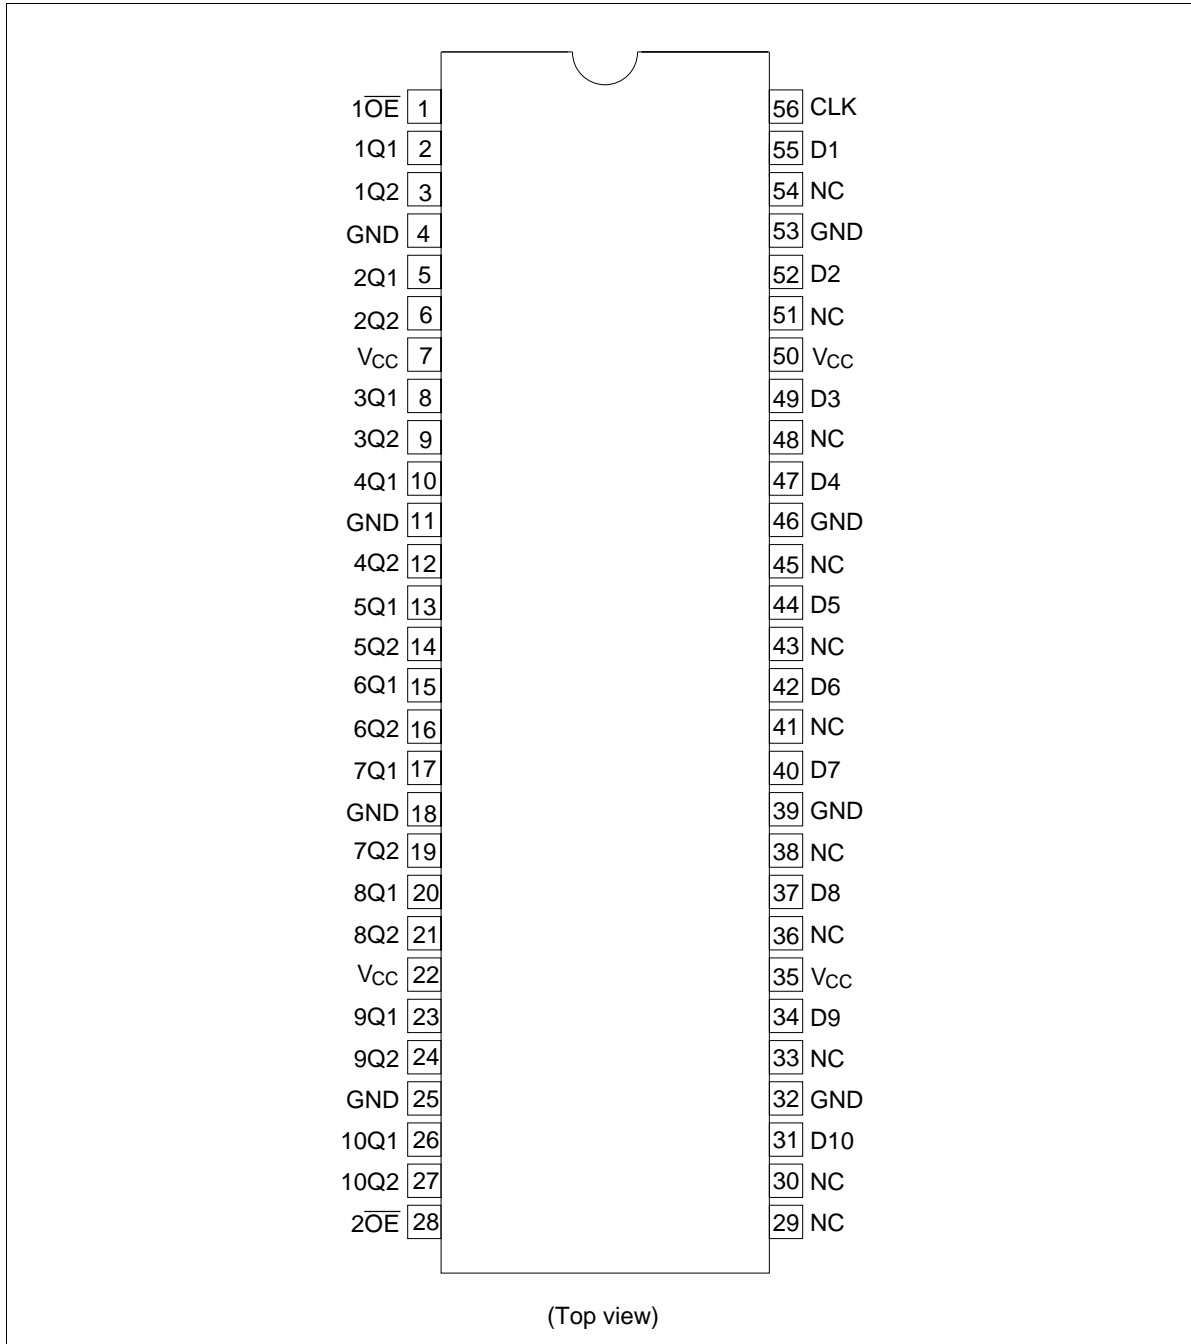 1O̅E̅ 1 56 CLK
1Q1 2 55 D1
1Q2 3 54 NC
GND 4 53 GND
2Q1 5 52 D2
2Q2 6 51 NC
VCC 7 50 VCC
3Q1 8 49 D3
3Q2 9 48 NC
4Q1 10 47 D4
GND 11 46 GND
4Q2 12 45 NC
5Q1 13 44 D5
5Q2 14 43 NC
6Q1 15 42 D6
6Q2 16 41 NC
7Q1 17 40 D7
GND 18 39 GND
7Q2 19 38 NC
8Q1 20 37 D8
8Q2 21 36 NC
VCC 22 35 VCC
9Q1 23 34 D9
9Q2 24 33 NC
GND 25 32 GND
10Q1 26 31 D10
10Q2 27 30 NC
2O̅E̅ 28 29 NC
(Top view)